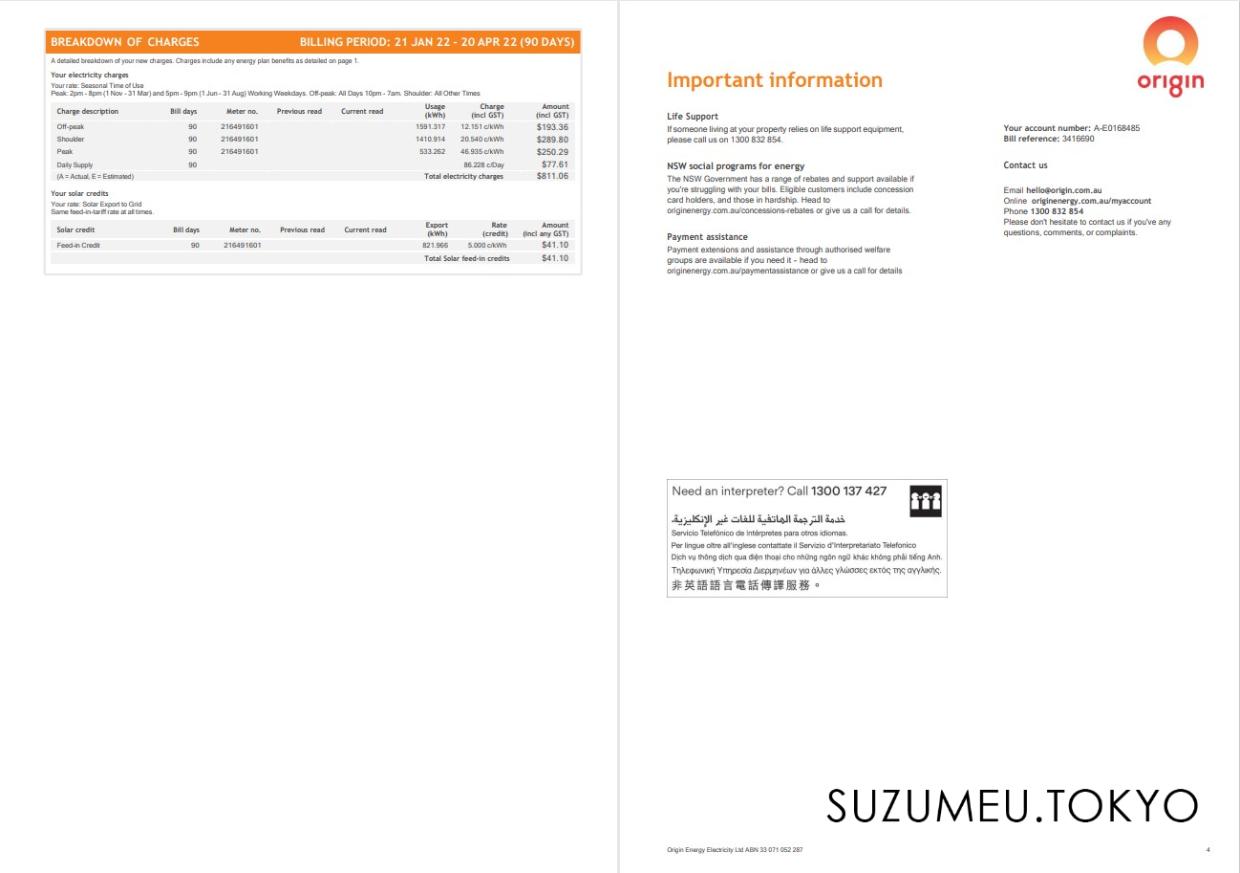 BREAKDOWN OF CHARGES BILLING PERIOD: 21 JAN 22 - 20 APR 22 (90 DAYS)
A detailed breakdown of your new charges. Charges include any energy plan benefits as detailed on page 1.
Your electricity charges
Your rate: Seasonal Time of Use
Peak: 2pm - 8pm (1 Nov - 31 Mar) and 5pm - 9pm (1 Jun - 31 Aug) Working Weekdays. Off-peak: All Days 10pm - 7am. Shoulder: All Other Times
Charge description Bill days Meter no. Previous read Current read Usage (kWh) Charge (incl GST) Amount (incl GST)
Off-peak 90 216491601 1591.317 12.151 c/kWh $193.36
Shoulder 90 216491601 1410.914 20.540 c/kWh $289.80
Peak 90 216491601 533.262 46.935 c/kWh $250.29
Daily Supply 90 86.228 c/Day $77.61
(A = Actual, E = Estimated) Total electricity charges $811.06
Your solar credits
Your rate: Solar Export to Grid
Same feed-in-tariff rate at all times.
Solar credit Bill days Meter no. Previous read Current read Export (kWh) Rate (credit) Amount (incl any GST)
Feed-in Credit 90 216491601 821.966 5.000 c/kWh $41.10
Total Solar feed-in credits $41.10
origin
Important information
Life Support
If someone living at your property relies on life support equipment,
please call us on 1300 832 854.
NSW social programs for energy
The NSW Government has a range of rebates and support available if
you're struggling with your bills. Eligible customers include concession
card holders, and those in hardship. Head to
originenergy.com.au/concessions-rebates or give us a call for details.
Payment assistance
Payment extensions and assistance through authorised welfare
groups are available if you need it – head to
originenergy.com.au/paymentassistance or give us a call for details
Your account number: A-E0168485
Bill reference: 3416690
Contact us
Email hello@origin.com.au
Online originenergy.com.au/myaccount
Phone 1300 832 854
Please don't hesitate to contact us if you've any
questions, comments, or complaints.
Need an interpreter? Call 1300 137 427
خدمة الترجمة الهاتفية للغات غير الإنكليزية.
Servicio Telefónico de Intérpretes para otros idiomas.
Per lingue oltre all'inglese contattate il Servizio d'Interpretariato Telefonico
Dịch vụ thông dịch qua điện thoại cho những ngôn ngữ khác không phải tiếng Anh.
Τηλεφωνική Υπηρεσία Διερμηνέων για άλλες γλώσσες εκτός της αγγλικής.
非英語語言電話傳譯服務。
SUZUMEU.TOKYO
Origin Energy Electricity Ltd ABN 33 071 052 287 4